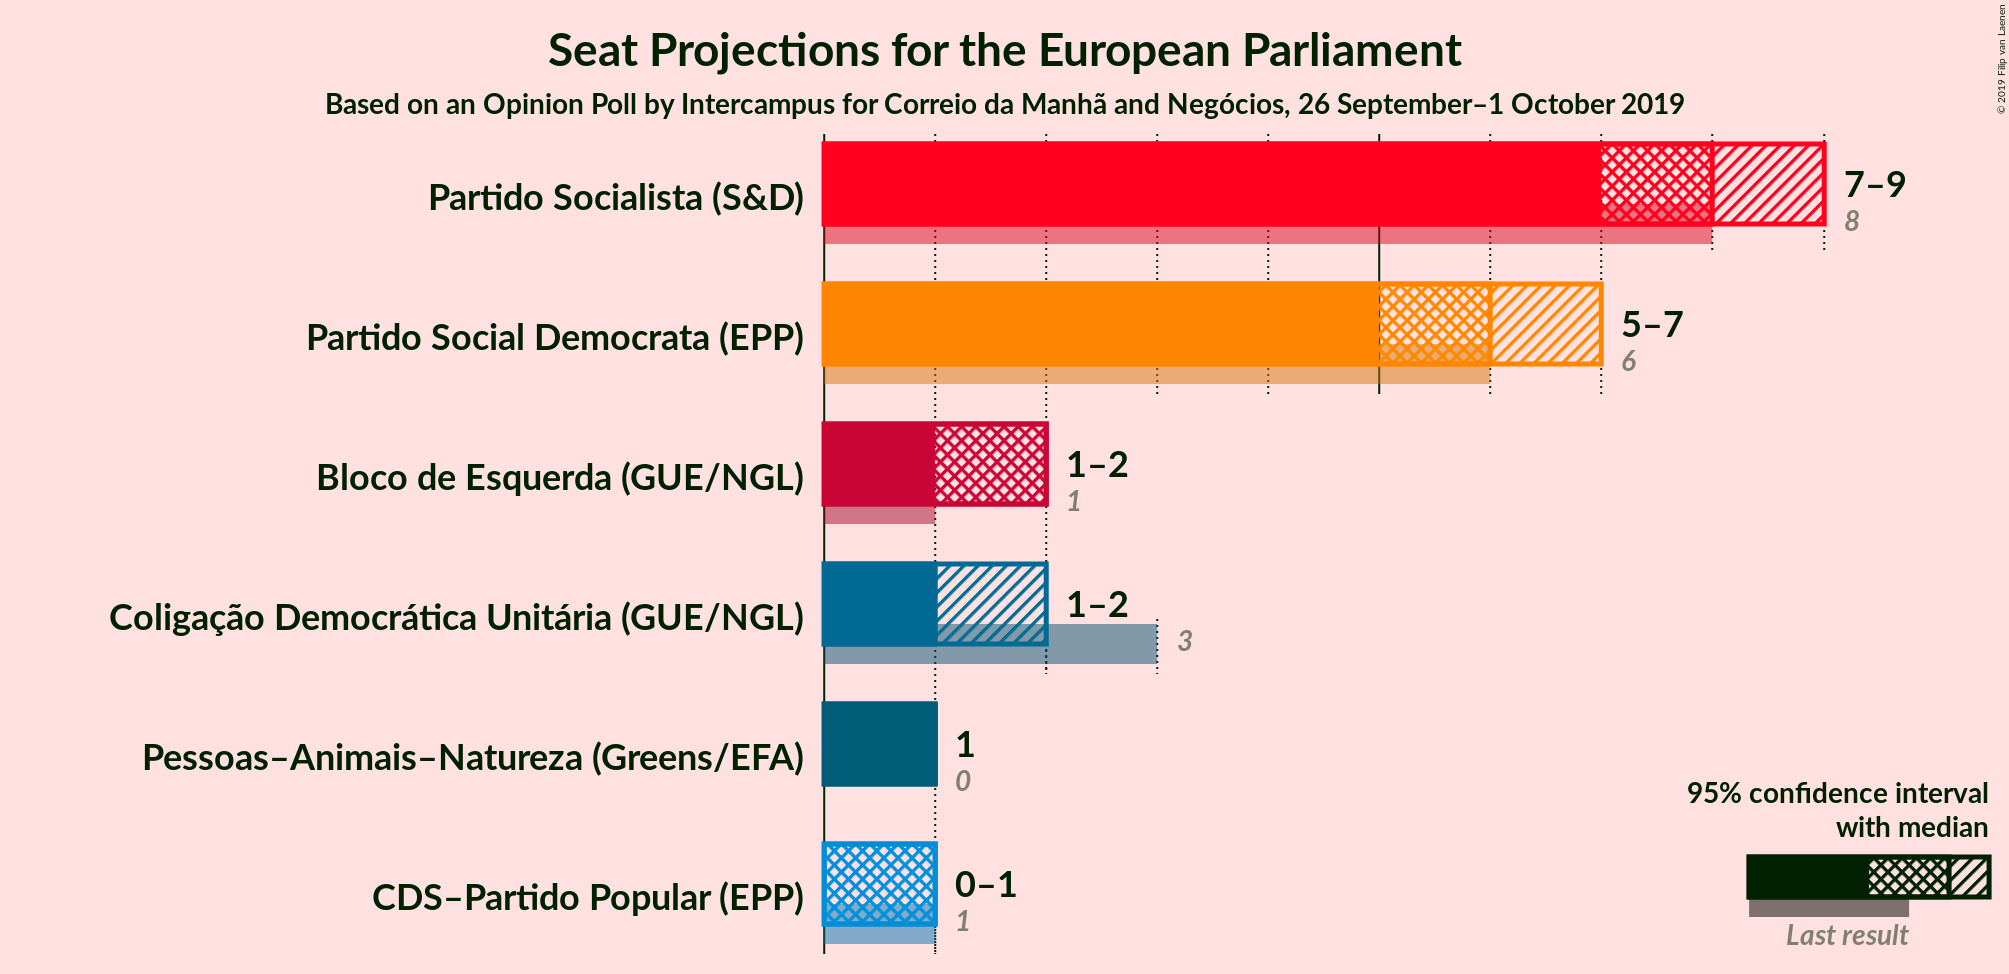 Seat Projections for the European Parliament
Based on an Opinion Poll by Intercampus for Correio da Manhã and Negócios, 26 September–1 October 2019
© 2019 Filip van Laenen
Partido Socialista (S&D)
7–9
8
Partido Social Democrata (EPP)
5–7
6
Bloco de Esquerda (GUE/NGL)
1–2
1
Coligação Democrática Unitária (GUE/NGL)
1–2
3
Pessoas–Animais–Natureza (Greens/EFA)
1
0
CDS–Partido Popular (EPP)
0–1
1
95% confidence interval
with median
Last result